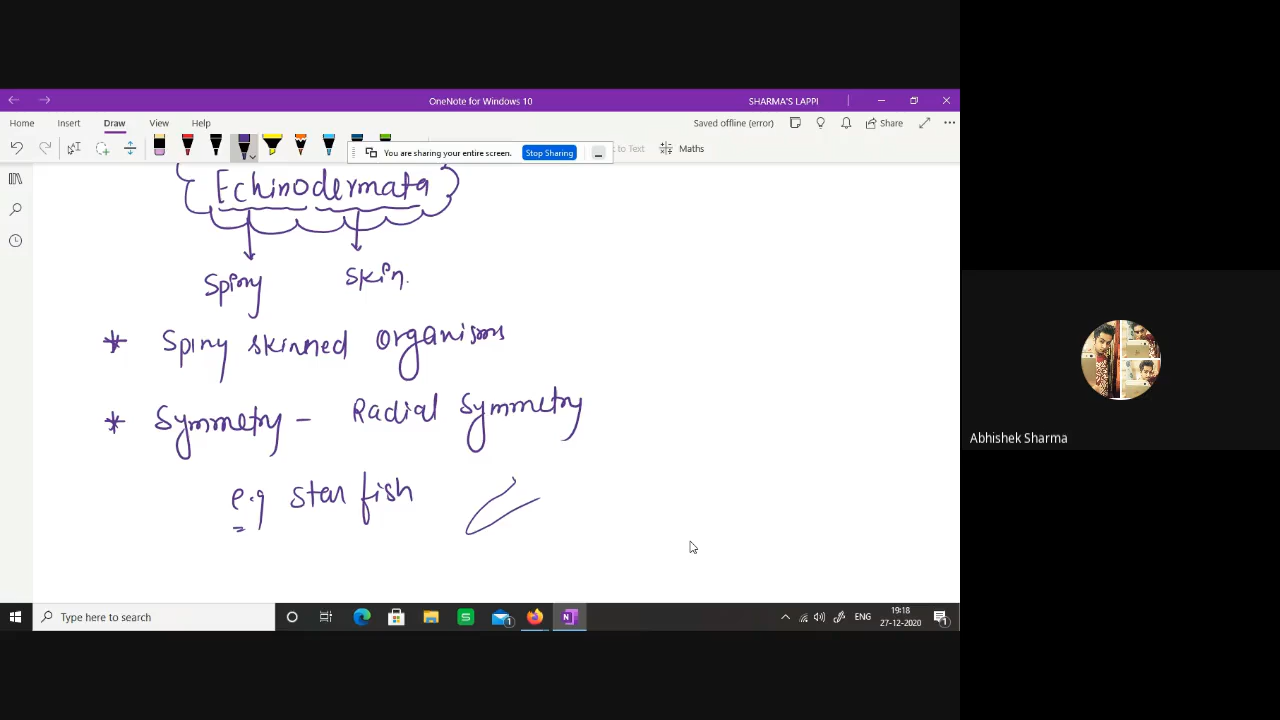 OneNote for Windows 10
SHARMA'S LAPPI
Home Insert Draw View Help
Saved offline (error)
Share
You are sharing your entire screen.
Stop Sharing
to Text
Maths
Echinodermata
Spiny skin.
* Spiny skinned organisms
* Symmetry - Radial Symmetry
e.g star fish
Abhishek Sharma
Type here to search
ENG
19:18
27-12-2020